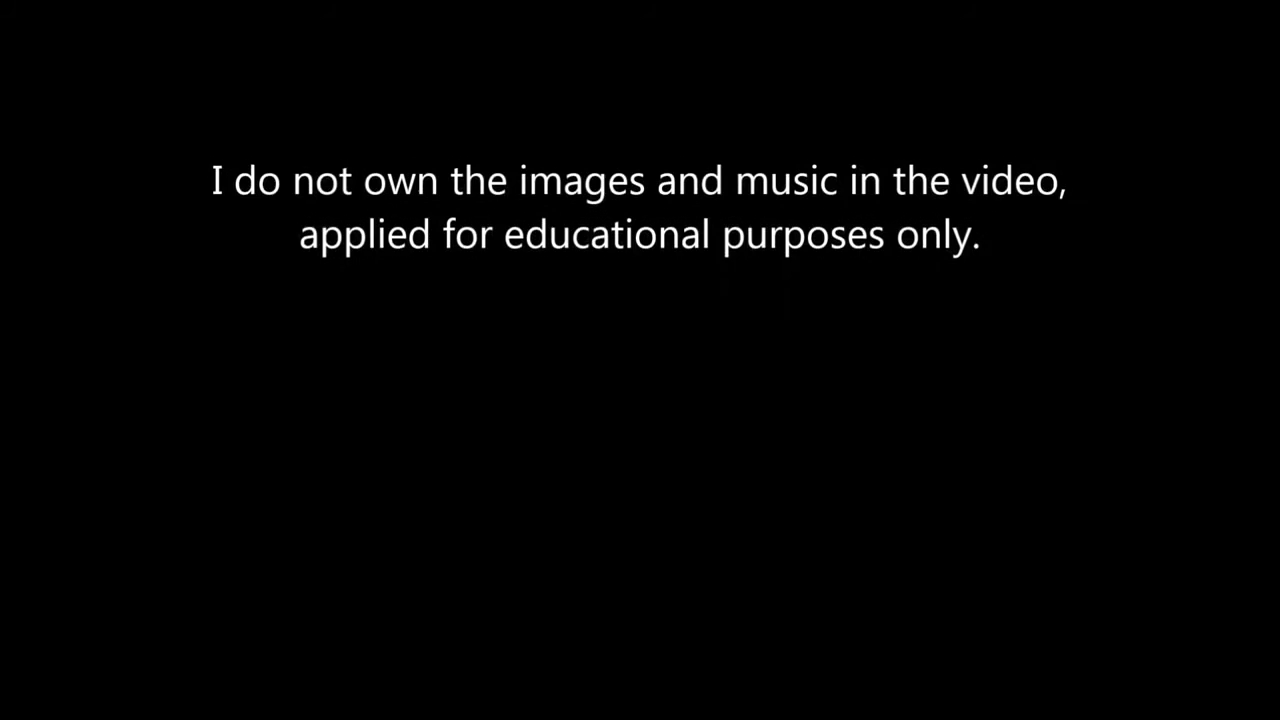 I do not own the images and music in the video,
applied for educational purposes only.